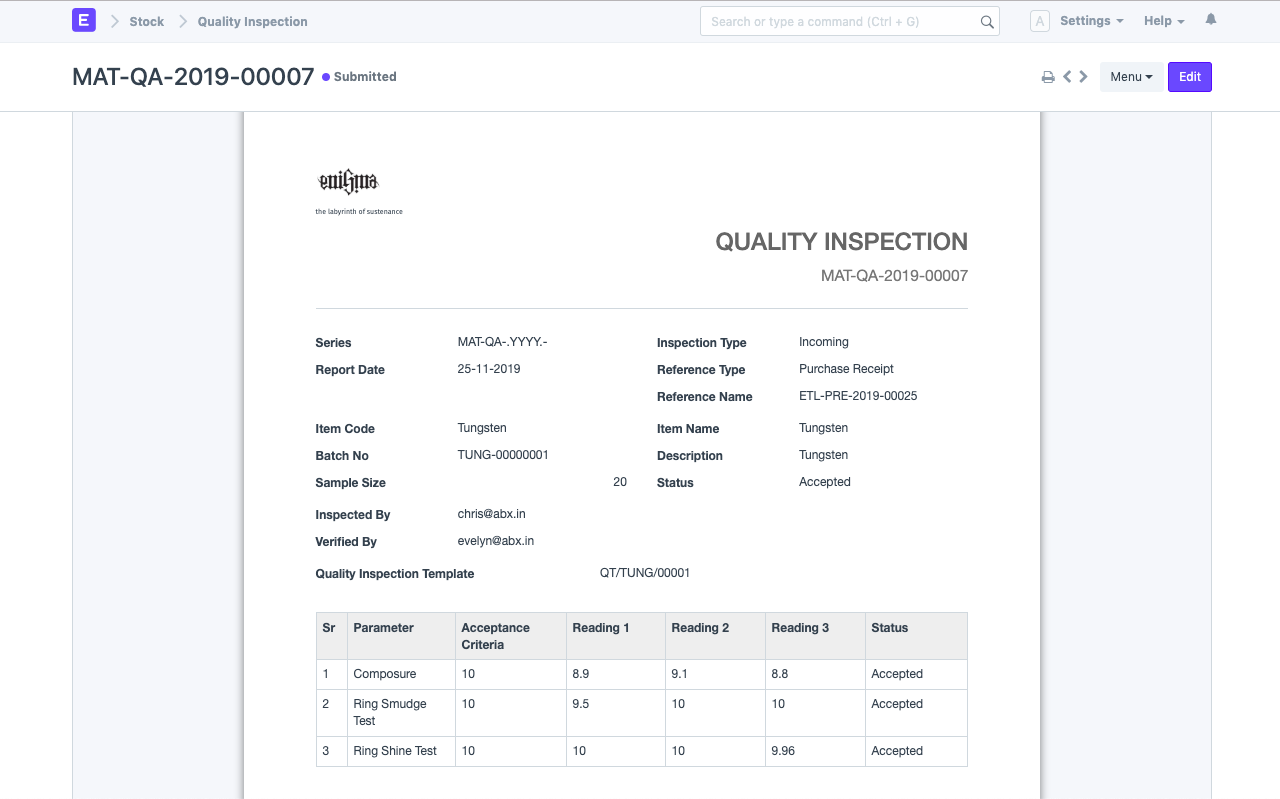 E Stock Quality Inspection Search or type a command (Ctrl + G) A Settings Help
MAT-QA-2019-00007 Submitted Menu Edit
enigma
the labyrinth of sustenance
QUALITY INSPECTION
MAT-QA-2019-00007
Series MAT-QA-.YYYY.- Inspection Type Incoming
Report Date 25-11-2019 Reference Type Purchase Receipt
Reference Name ETL-PRE-2019-00025
Item Code Tungsten Item Name Tungsten
Batch No TUNG-00000001 Description Tungsten
Sample Size 20 Status Accepted
Inspected By chris@abx.in
Verified By evelyn@abx.in
Quality Inspection Template QT/TUNG/00001
Sr Parameter Acceptance Reading 1 Reading 2 Reading 3 Status
Criteria
1 Composure 10 8.9 9.1 8.8 Accepted
2 Ring Smudge 10 9.5 10 10 Accepted
Test
3 Ring Shine Test 10 10 10 9.96 Accepted